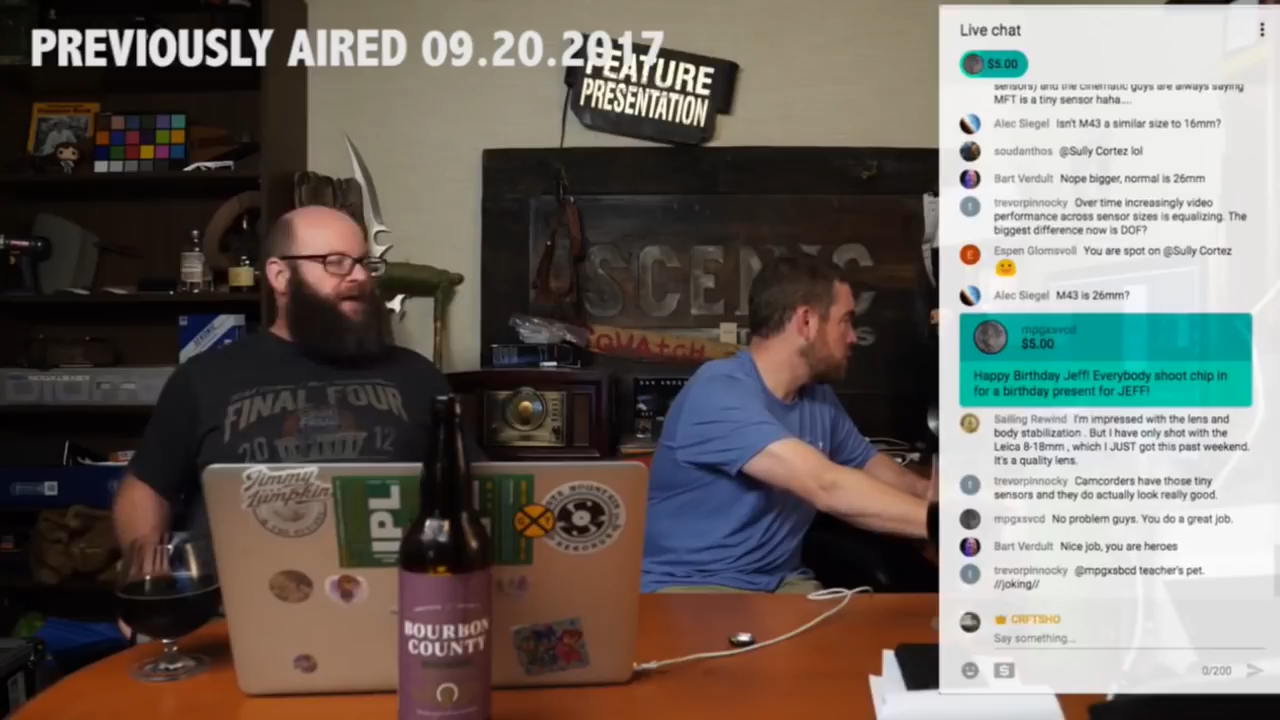 PREVIOUSLY AIRED 09.20.2017
FEATURE
PRESENTATION
SCENIC
SQUATCH
FINAL FOUR
2012
Jimmy
Lumpkin
IIPL
BOURBON
COUNTY
Live chat
$5.00
sensors) and the cinematic guys are always saying
MFT is a tiny sensor haha....
Alec Siegel Isn't M43 a similar size to 16mm?
soudanthos @Sully Cortez lol
Bart Verdult Nope bigger, normal is 26mm
trevorpinnocky Over time increasingly video
performance across sensor sizes is equalizing. The
biggest difference now is DOF?
Espen Glomsvoll You are spot on @Sully Cortez
Alec Siegel M43 is 26mm?
mpgxsvcd
$5.00
Happy Birthday Jeff! Everybody shoot chip in
for a birthday present for JEFF!
Sailing Rewind I'm impressed with the lens and
body stabilization . But I have only shot with the
Leica 8-18mm , which I JUST got this past weekend.
It's a quality lens.
trevorpinnocky Camcorders have those tiny
sensors and they do actually look really good.
mpgxsvcd No problem guys. You do a great job.
Bart Verdult Nice job, you are heroes
trevorpinnocky @mpgxsbcd teacher's pet.
//joking//
CRFTSHO
Say something...
0/200